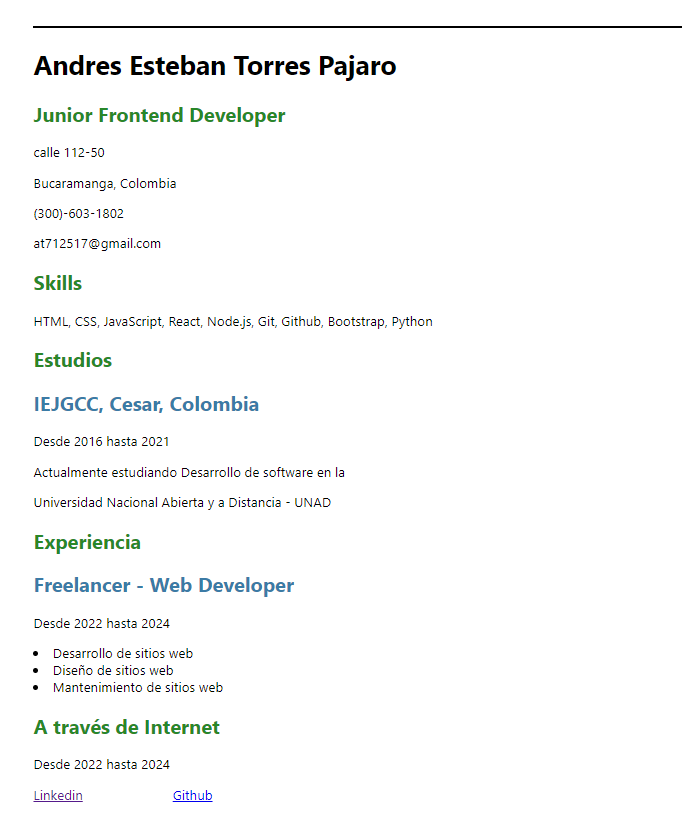 Andres Esteban Torres Pajaro
Junior Frontend Developer
calle 112-50
Bucaramanga, Colombia
(300)-603-1802
at712517@gmail.com
Skills
HTML, CSS, JavaScript, React, Node.js, Git, Github, Bootstrap, Python
Estudios
IEJGCC, Cesar, Colombia
Desde 2016 hasta 2021
Actualmente estudiando Desarrollo de software en la
Universidad Nacional Abierta y a Distancia - UNAD
Experiencia
Freelancer - Web Developer
Desde 2022 hasta 2024
• Desarrollo de sitios web
• Diseño de sitios web
• Mantenimiento de sitios web
A través de Internet
Desde 2022 hasta 2024
Linkedin Github